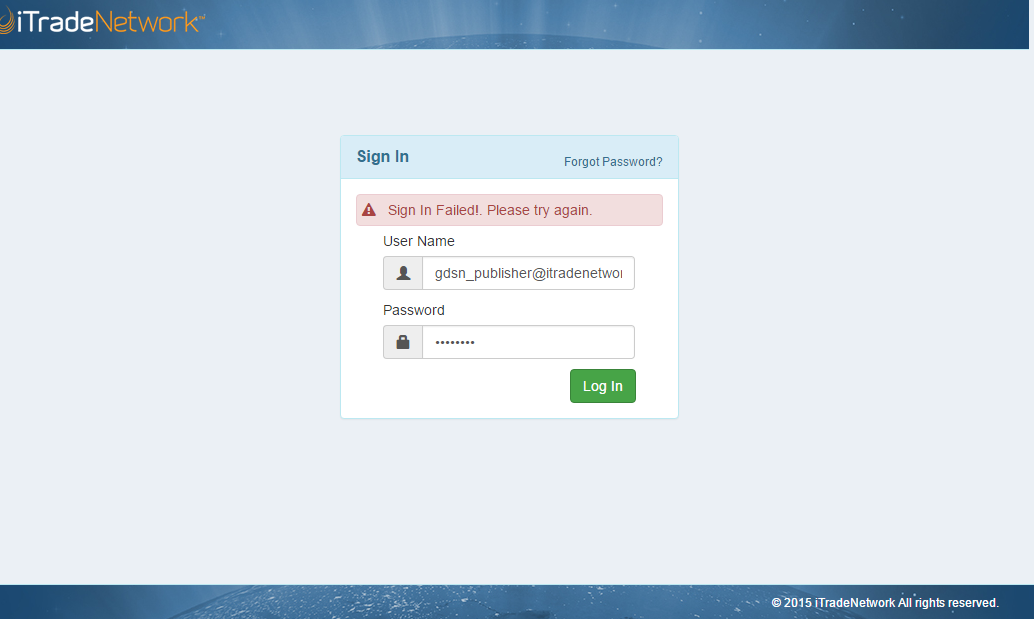 iTradeNetwork
Sign In
Forgot Password?
Sign In Failed!. Please try again.
User Name
gdsn_publisher@itradenetwor
Password
••••••••
Log In
© 2015 iTradeNetwork All rights reserved.